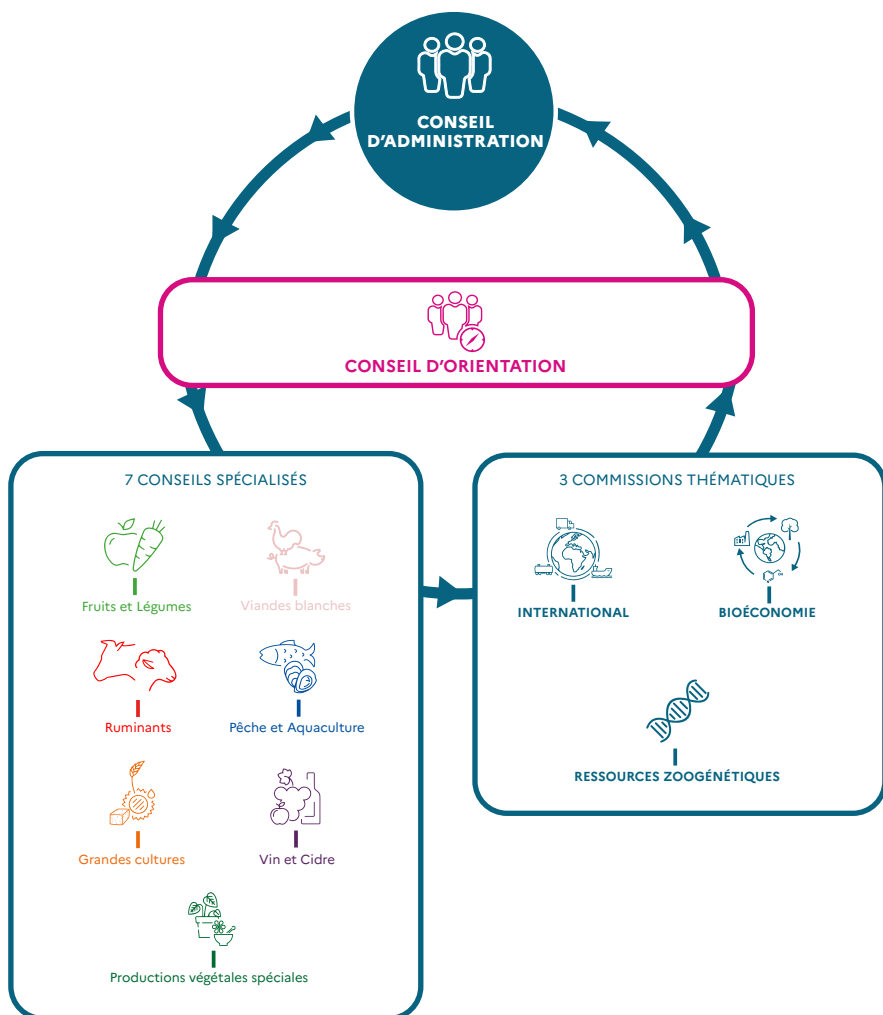 CONSEIL
D'ADMINISTRATION
CONSEIL D'ORIENTATION
7 CONSEILS SPÉCIALISÉS
Fruits et Légumes
Viandes blanches
Ruminants
Pêche et Aquaculture
Grandes cultures
Vin et Cidre
Productions végétales spéciales
3 COMMISSIONS THÉMATIQUES
INTERNATIONAL
BIOÉCONOMIE
RESSOURCES ZOOGÉNÉTIQUES